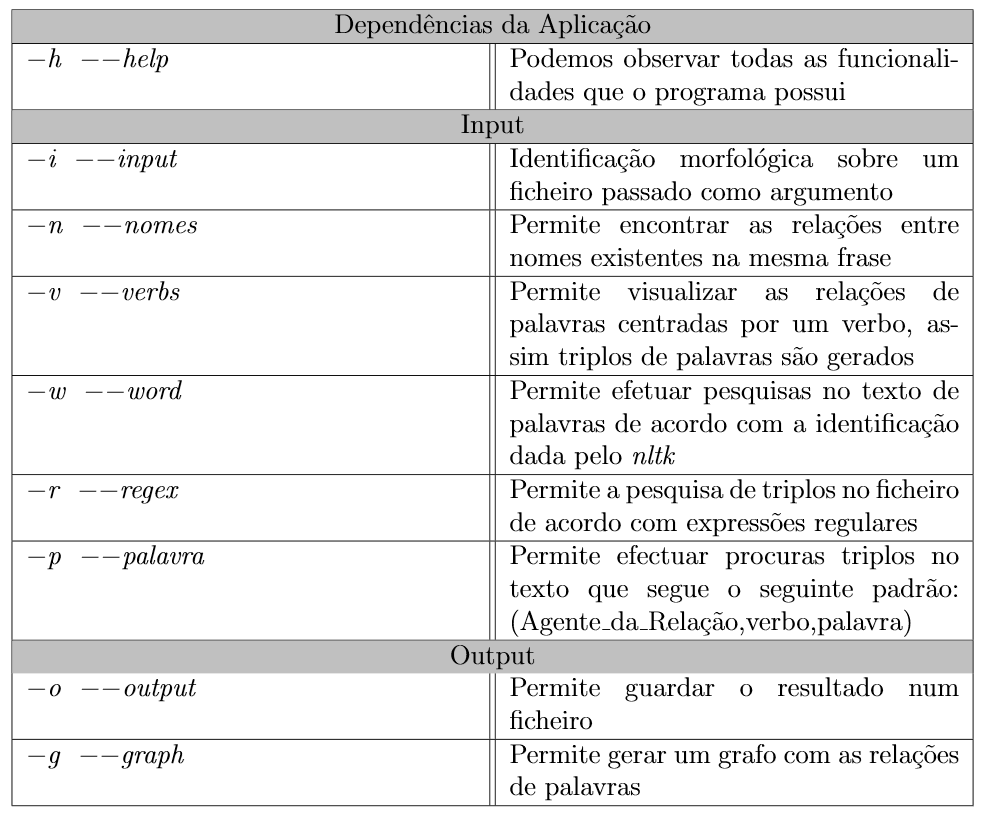 Dependências da Aplicação
−h −−help
Podemos observar todas as funcionali-
dades que o programa possui
Input
−i −−input
Identificação morfológica sobre um
ficheiro passado como argumento
−n −−nomes
Permite encontrar as relações entre
nomes existentes na mesma frase
−v −−verbs
Permite visualizar as relações de
palavras centradas por um verbo, as-
sim triplos de palavras são gerados
−w −−word
Permite efetuar pesquisas no texto de
palavras de acordo com a identificação
dada pelo nltk
−r −−regex
Permite a pesquisa de triplos no ficheiro
de acordo com expressões regulares
−p −−palavra
Permite efectuar procuras triplos no
texto que segue o seguinte padrão:
(Agente_da_Relação,verbo,palavra)
Output
−o −−output
Permite guardar o resultado num
ficheiro
−g −−graph
Permite gerar um grafo com as relações
de palavras